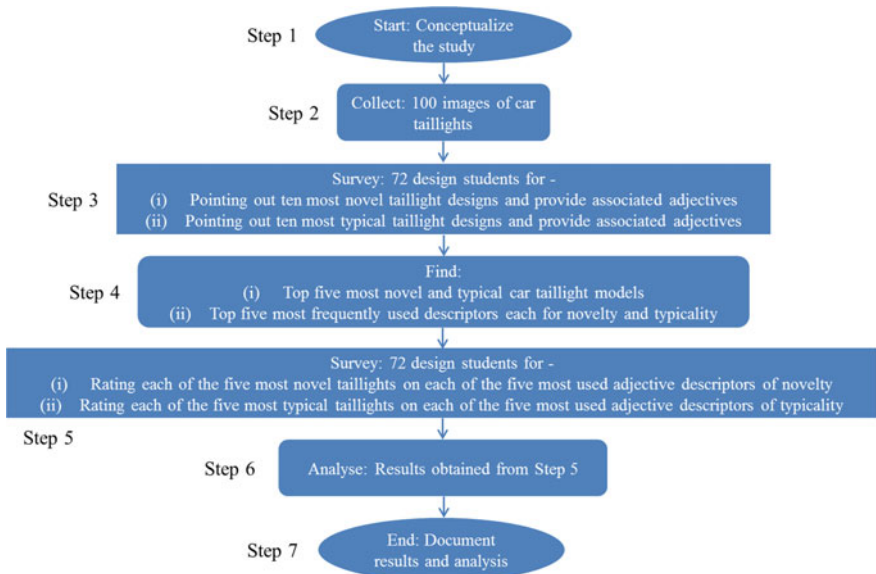 Step 1
Start: Conceptualize
the study
Step 2
Collect: 100 images of car
taillights
Step 3
Survey: 72 design students for -
(i) Pointing out ten most novel taillight designs and provide associated adjectives
(ii) Pointing out ten most typical taillight designs and provide associated adjectives
Step 4
Find:
(i) Top five most novel and typical car taillight models
(ii) Top five most frequently used descriptors each for novelty and typicality
Survey: 72 design students for -
(i) Rating each of the five most novel taillights on each of the five most used adjective descriptors of novelty
(ii) Rating each of the five most typical taillights on each of the five most used adjective descriptors of typicality
Step 5
Step 6
Analyse: Results obtained from Step 5
Step 7
End: Document
results and analysis